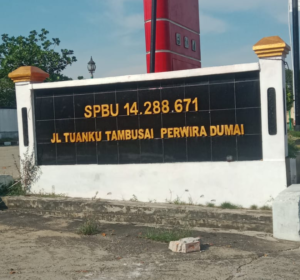 SPBU 14.288.671
JL TUANKU TAMBUSAI PERWIRA DUMAI